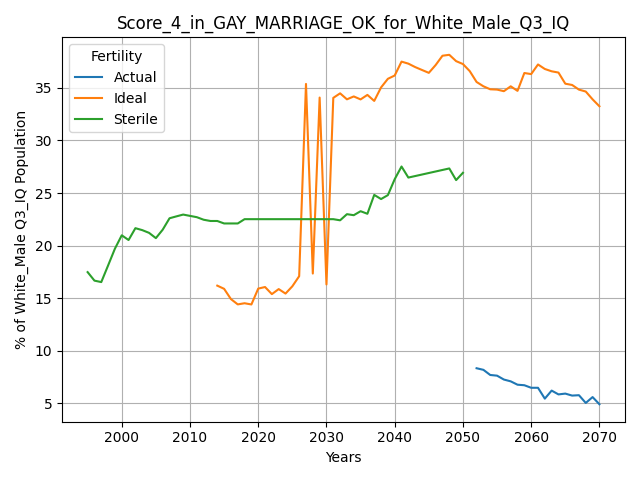 Score_4_in_GAY_MARRIAGE_OK_for_White_Male_Q3_IQ
Fertility
Actual
Ideal
Sterile
% of White_Male Q3_IQ Population
35
30
25
20
15
10
5
2000 2010 2020 2030 2040 2050 2060 2070
Years